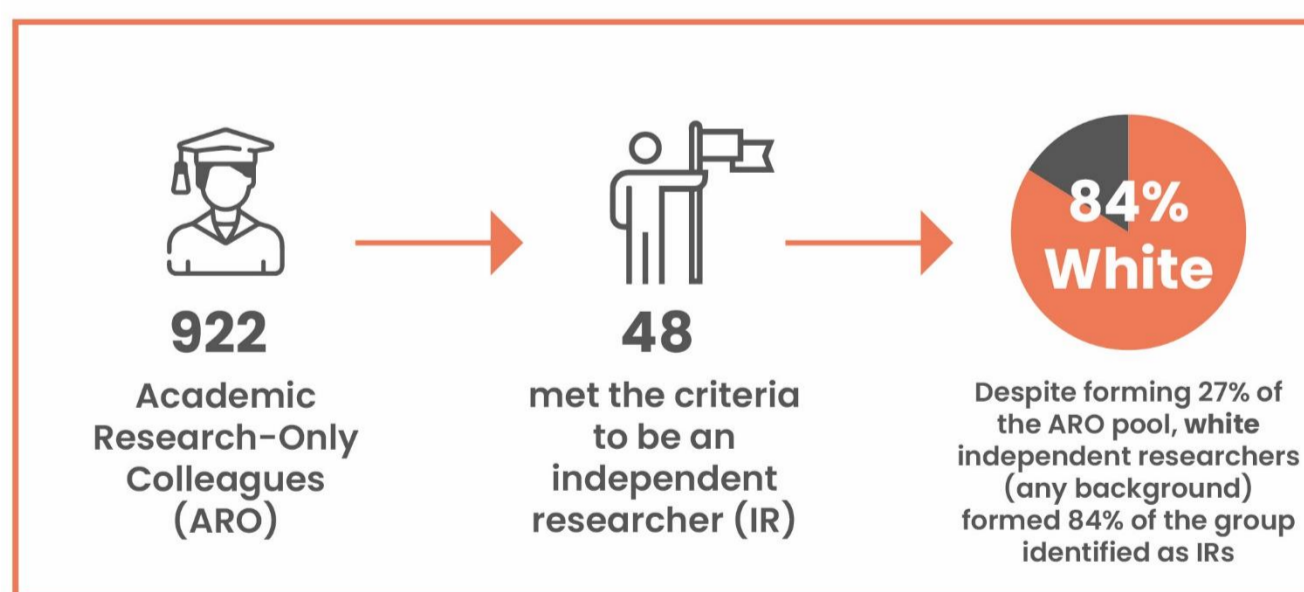 922
Academic
Research-Only
Colleagues
(ARO)
48
met the criteria
to be an
independent
researcher (IR)
84%
White
Despite forming 27% of
the ARO pool, white
independent researchers
(any background)
formed 84% of the group
identified as IRs